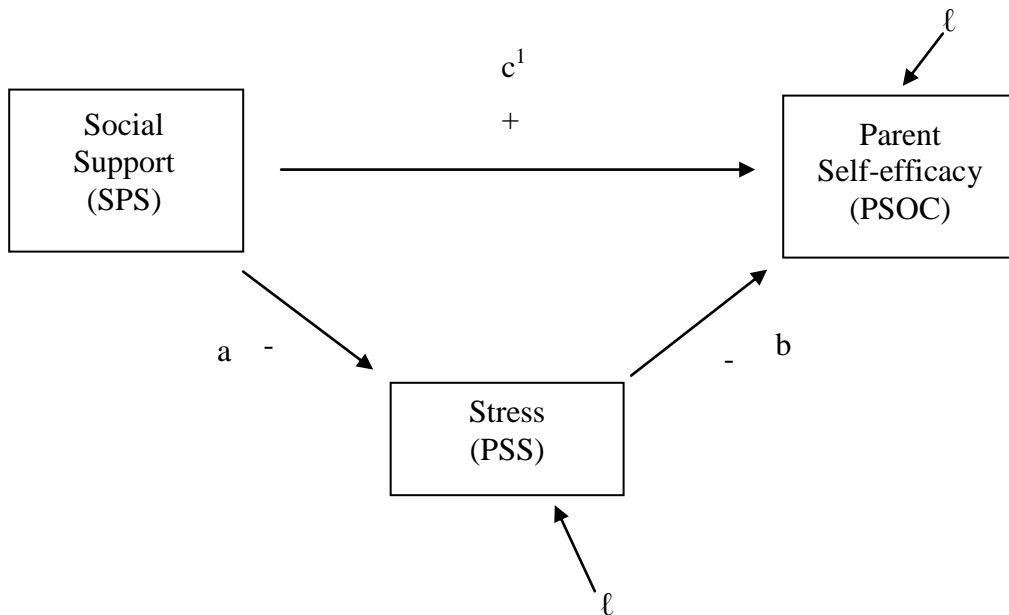 ℓ
c¹
+
Social
Support
(SPS)
Parent
Self-efficacy
(PSOC)
a -
- b
Stress
(PSS)
ℓ